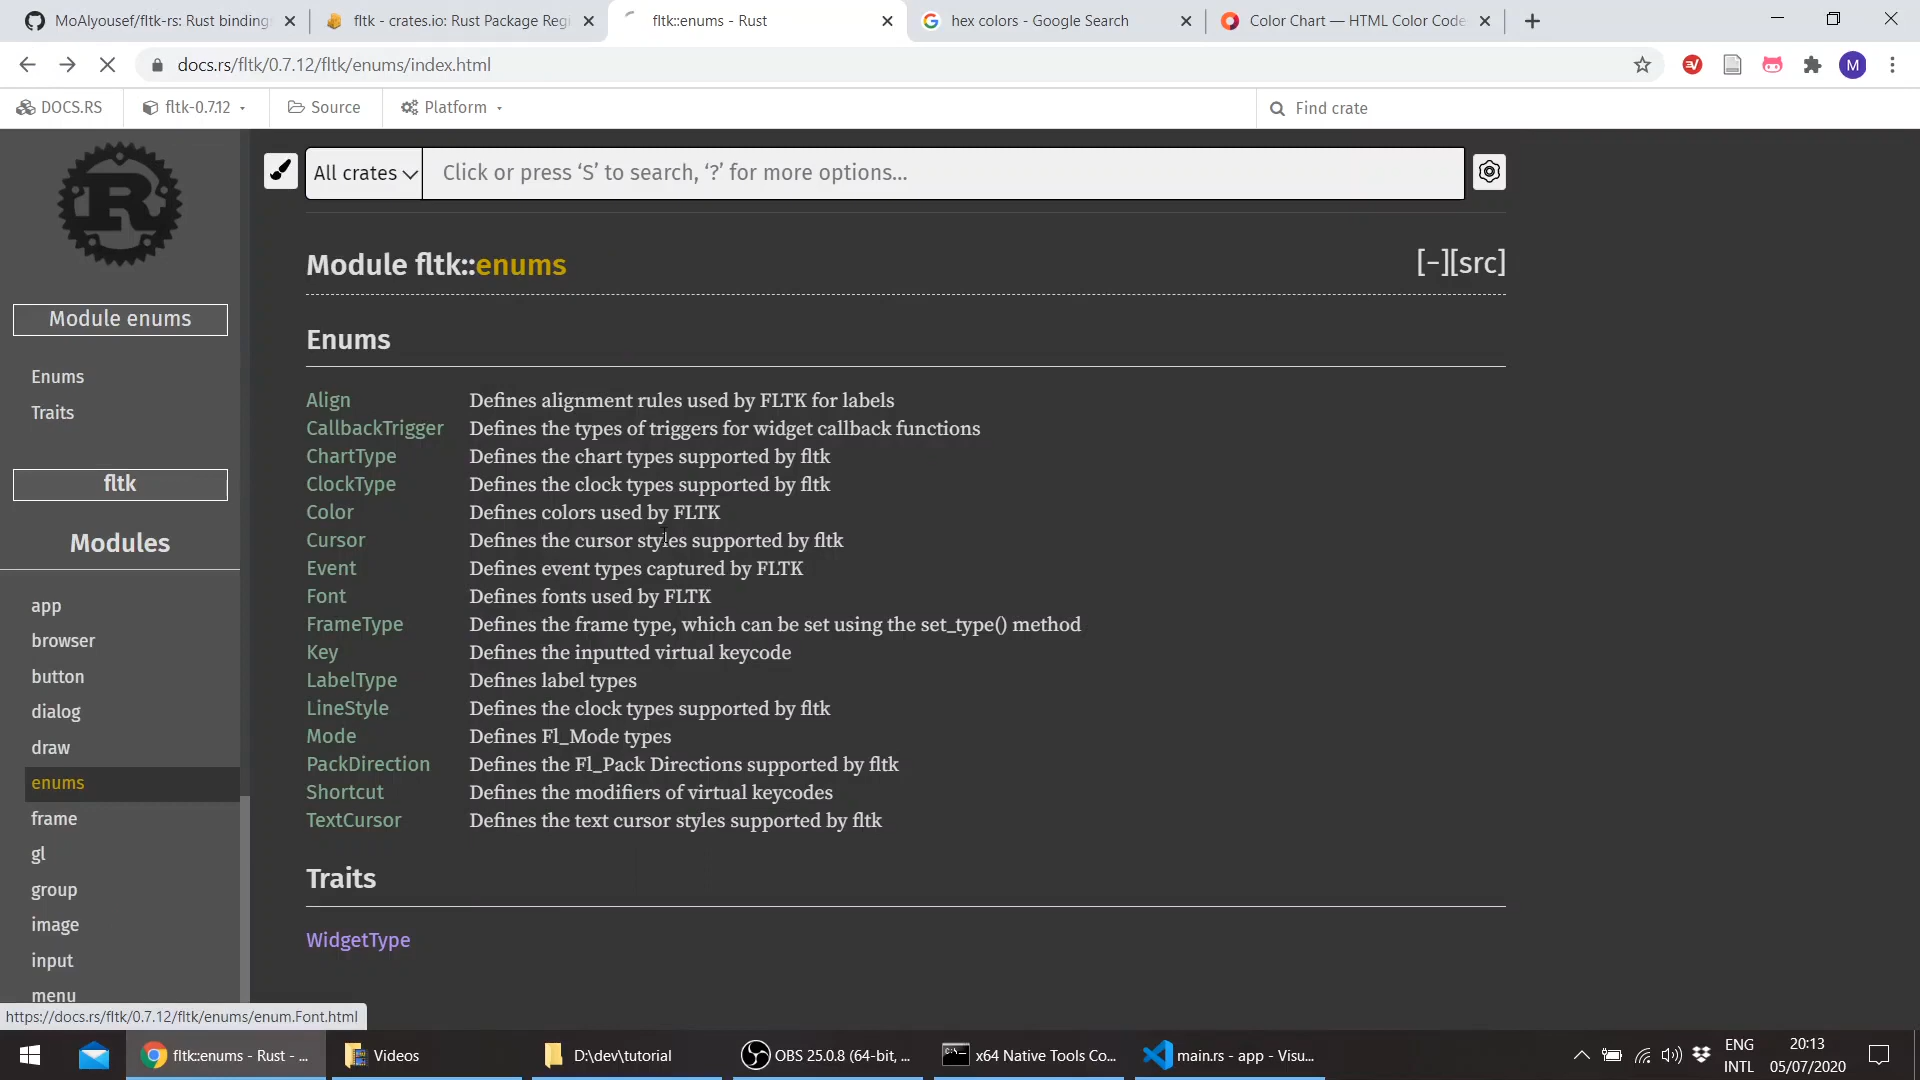 MoAlyousef/fltk-rs: Rust binding
fltk - crates.io: Rust Package Reg
fltk::enums - Rust
hex colors - Google Search
Color Chart — HTML Color Code
docs.rs/fltk/0.7.12/fltk/enums/index.html
M
DOCS.RS
fltk-0.7.12
Source
Platform
Find crate
All crates
Click or press ‘S’ to search, ‘?’ for more options...
Module fltk::enums
[−][src]
Module enums
Enums
Traits
fltk
Modules
app
browser
button
dialog
draw
enums
frame
gl
group
image
input
menu
Enums
Align Defines alignment rules used by FLTK for labels
CallbackTrigger Defines the types of triggers for widget callback functions
ChartType Defines the chart types supported by fltk
ClockType Defines the clock types supported by fltk
Color Defines colors used by FLTK
Cursor Defines the cursor styles supported by fltk
Event Defines event types captured by FLTK
Font Defines fonts used by FLTK
FrameType Defines the frame type, which can be set using the set_type() method
Key Defines the inputted virtual keycode
LabelType Defines label types
LineStyle Defines the clock types supported by fltk
Mode Defines Fl_Mode types
PackDirection Defines the Fl_Pack Directions supported by fltk
Shortcut Defines the modifiers of virtual keycodes
TextCursor Defines the text cursor styles supported by fltk
Traits
WidgetType
https://docs.rs/fltk/0.7.12/fltk/enums/enum.Font.html
fltk::enums - Rust - ...
Videos
D:\dev\tutorial
OBS 25.0.8 (64-bit, ...
x64 Native Tools Co...
main.rs - app - Visu...
ENG
INTL
20:13
05/07/2020